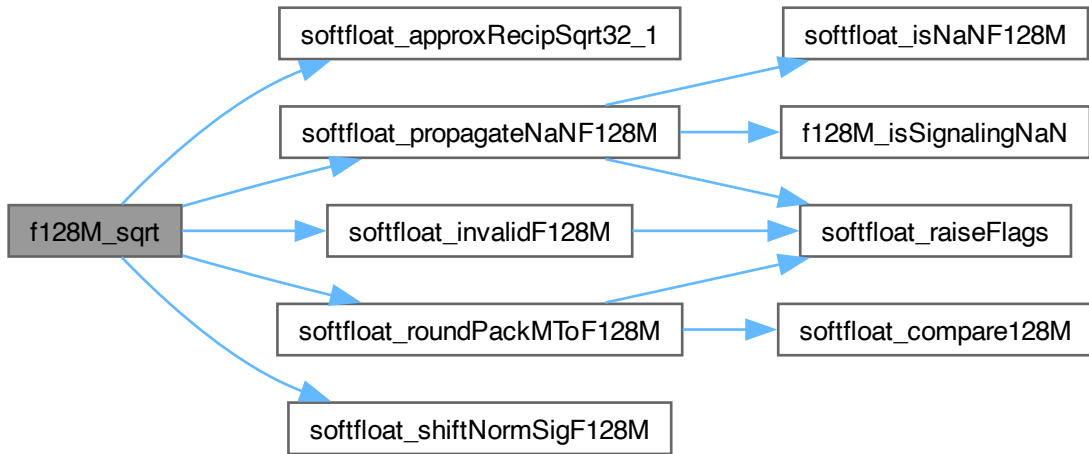 f128M_sqrt
softfloat_approxRecipSqrt32_1
softfloat_propagateNaNF128M
softfloat_invalidF128M
softfloat_roundPackMToF128M
softfloat_shiftNormSigF128M
softfloat_isNaNF128M
f128M_isSignalingNaN
softfloat_raiseFlags
softfloat_compare128M